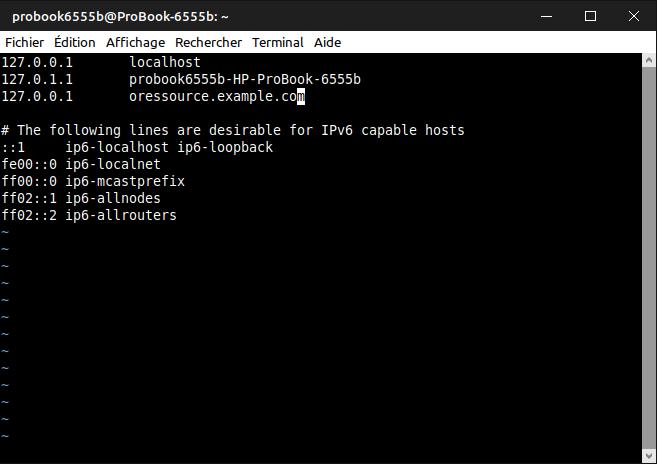 probook6555b@ProBook-6555b: ~
Fichier Édition Affichage Rechercher Terminal Aide
127.0.0.1       localhost
127.0.1.1       probook6555b-HP-ProBook-6555b
127.0.0.1       oressource.example.com
# The following lines are desirable for IPv6 capable hosts
::1     ip6-localhost ip6-loopback
fe00::0 ip6-localnet
ff00::0 ip6-mcastprefix
ff02::1 ip6-allnodes
ff02::2 ip6-allrouters
~
~
~
~
~
~
~
~
~
~
~
~
~